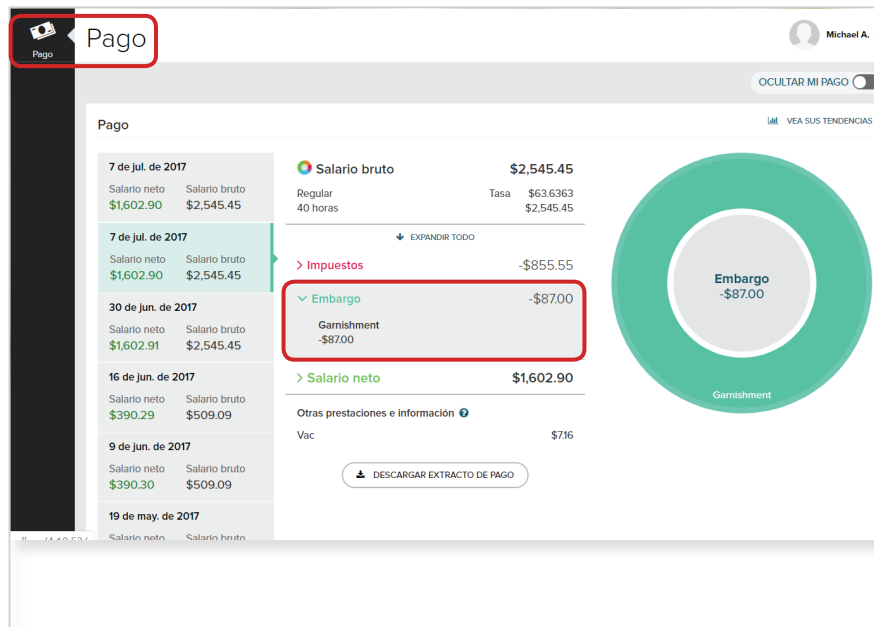 Pago
Pago
Michael A.
OCULTAR MI PAGO
Pago
VEA SUS TENDENCIAS
7 de jul. de 2017
Salario neto Salario bruto
$1,602.90 $2,545.45
7 de jul. de 2017
Salario neto Salario bruto
$1,602.90 $2,545.45
30 de jun. de 2017
Salario neto Salario bruto
$1,602.91 $2,545.45
16 de jun. de 2017
Salario neto Salario bruto
$390.29 $509.09
9 de jun. de 2017
Salario neto Salario bruto
$390.30 $509.09
19 de may. de 2017
Salario neto Salario bruto
Salario bruto $2,545.45
Regular Tasa $63.6363
40 horas $2,545.45
EXPANDIR TODO
Impuestos -$855.55
Embargo -$87.00
Garnishment
-$87.00
Salario neto $1,602.90
Otras prestaciones e información ?
Vac $7.16
DESCARGAR EXTRACTO DE PAGO
Embargo
-$87.00
Garnishment